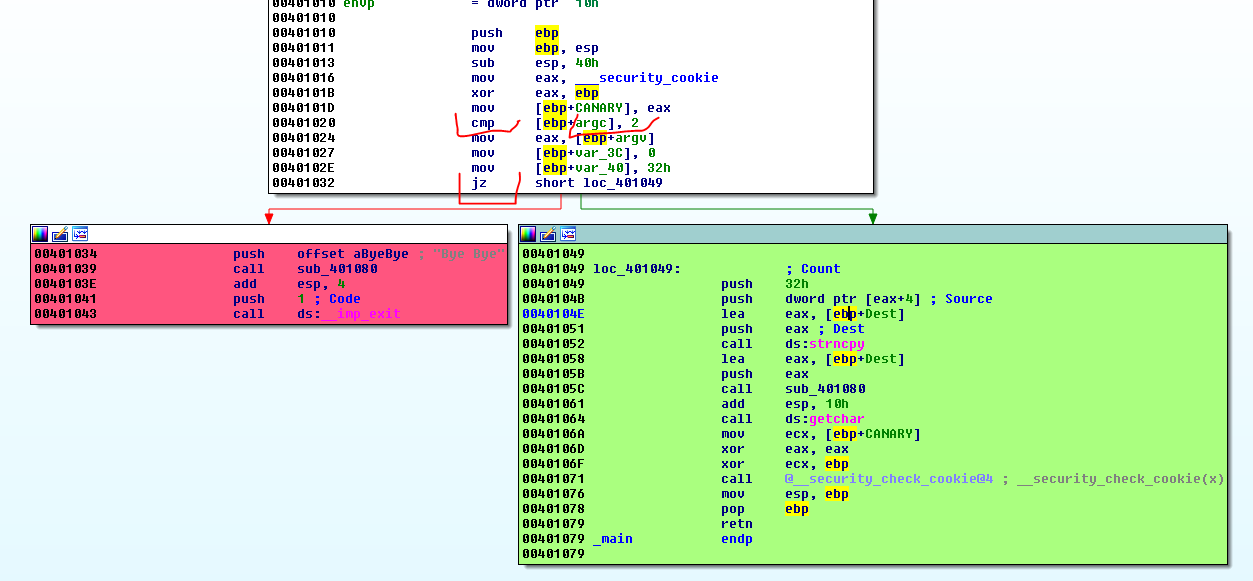 00401010 envp = dword ptr 10h
00401010
00401010 push ebp
00401011 mov ebp, esp
00401013 sub esp, 40h
00401016 mov eax, ___security_cookie
0040101B xor eax, ebp
0040101D mov [ebp+CANARY], eax
00401020 cmp [ebp+argc], 2
00401024 mov eax, [ebp+argv]
00401027 mov [ebp+var_3C], 0
0040102E mov [ebp+var_40], 32h
00401032 jz short loc_401049
00401034 push offset aByeBye ; "Bye Bye"
00401039 call sub_401080
0040103E add esp, 4
00401041 push 1 ; Code
00401043 call ds:__imp_exit
00401049
00401049 loc_401049: ; Count
00401049 push 32h
0040104B push dword ptr [eax+4] ; Source
0040104E lea eax, [ebp+Dest]
00401051 push eax ; Dest
00401052 call ds:strncpy
00401058 lea eax, [ebp+Dest]
0040105B push eax
0040105C call sub_401080
00401061 add esp, 10h
00401064 call ds:getchar
0040106A mov ecx, [ebp+CANARY]
0040106D xor eax, eax
0040106F xor ecx, ebp
00401071 call @__security_check_cookie@4 ; __security_check_cookie(x)
00401076 mov esp, ebp
00401078 pop ebp
00401079 retn
00401079 _main endp
00401079